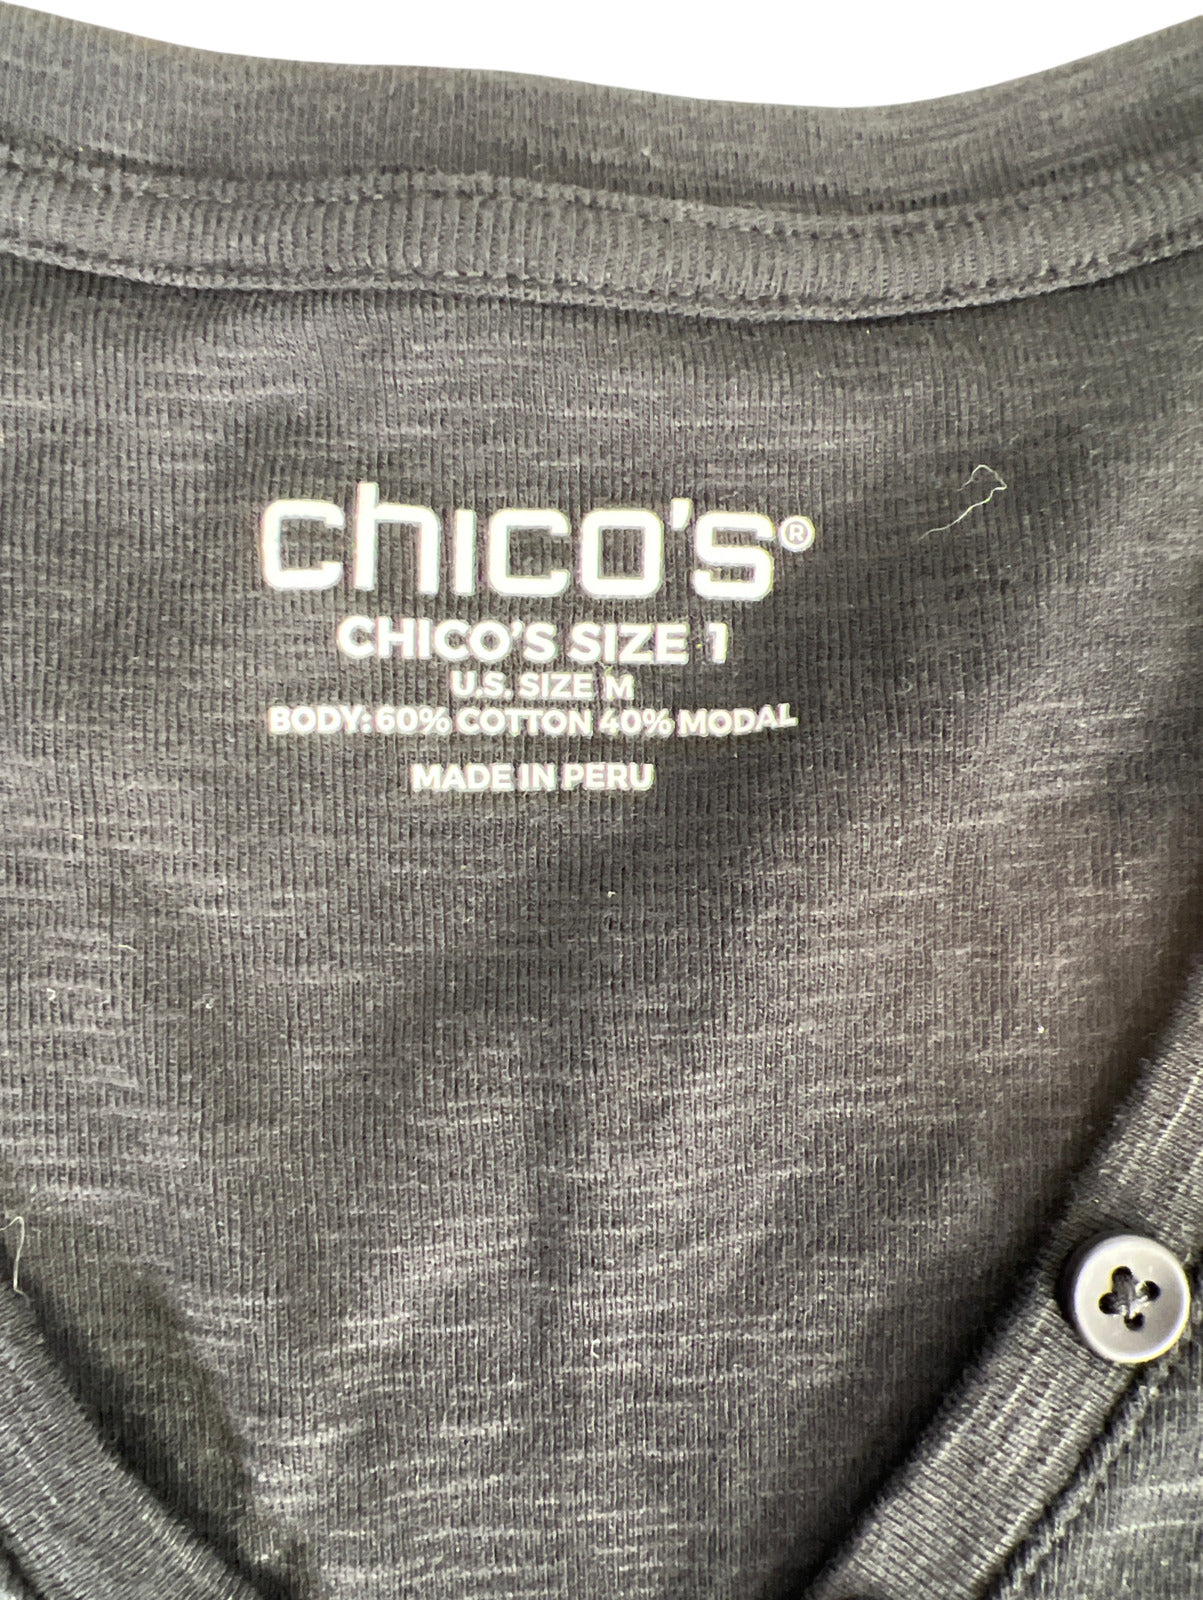 chico's®
CHICO'S SIZE 1
U.S. SIZE M
BODY: 60% COTTON 40% MODAL
MADE IN PERU